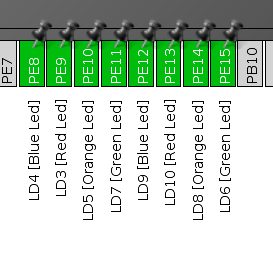 PE7
PE8
PE9
PE10
PE11
PE12
PE13
PE14
PE15
PB10
LD4 [Blue Led]
LD3 [Red Led]
LD5 [Orange Led]
LD7 [Green Led]
LD9 [Blue Led]
LD10 [Red Led]
LD8 [Orange Led]
LD6 [Green Led]